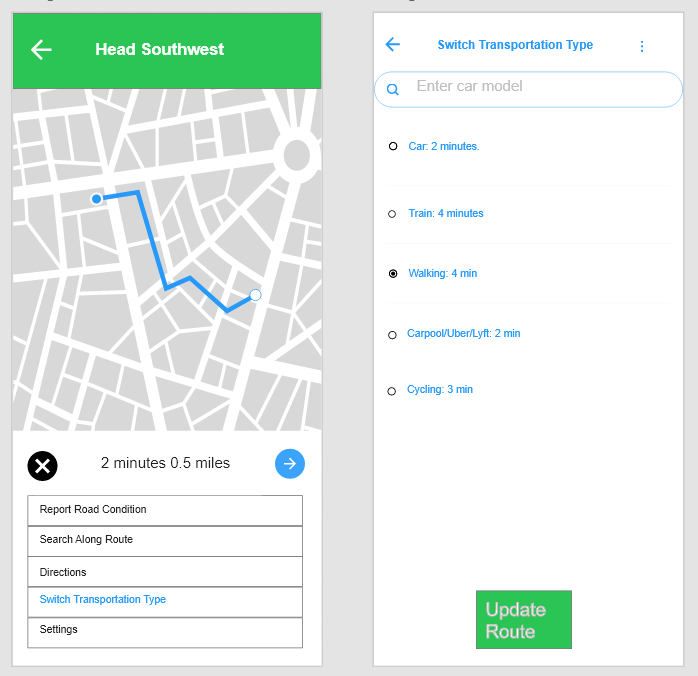 Head Southwest
2 minutes 0.5 miles
Report Road Condition
Search Along Route
Directions
Switch Transportation Type
Settings
Switch Transportation Type
Enter car model
Car: 2 minutes.
Train: 4 minutes
Walking: 4 min
Carpool/Uber/Lyft: 2 min
Cycling: 3 min
Update
Route